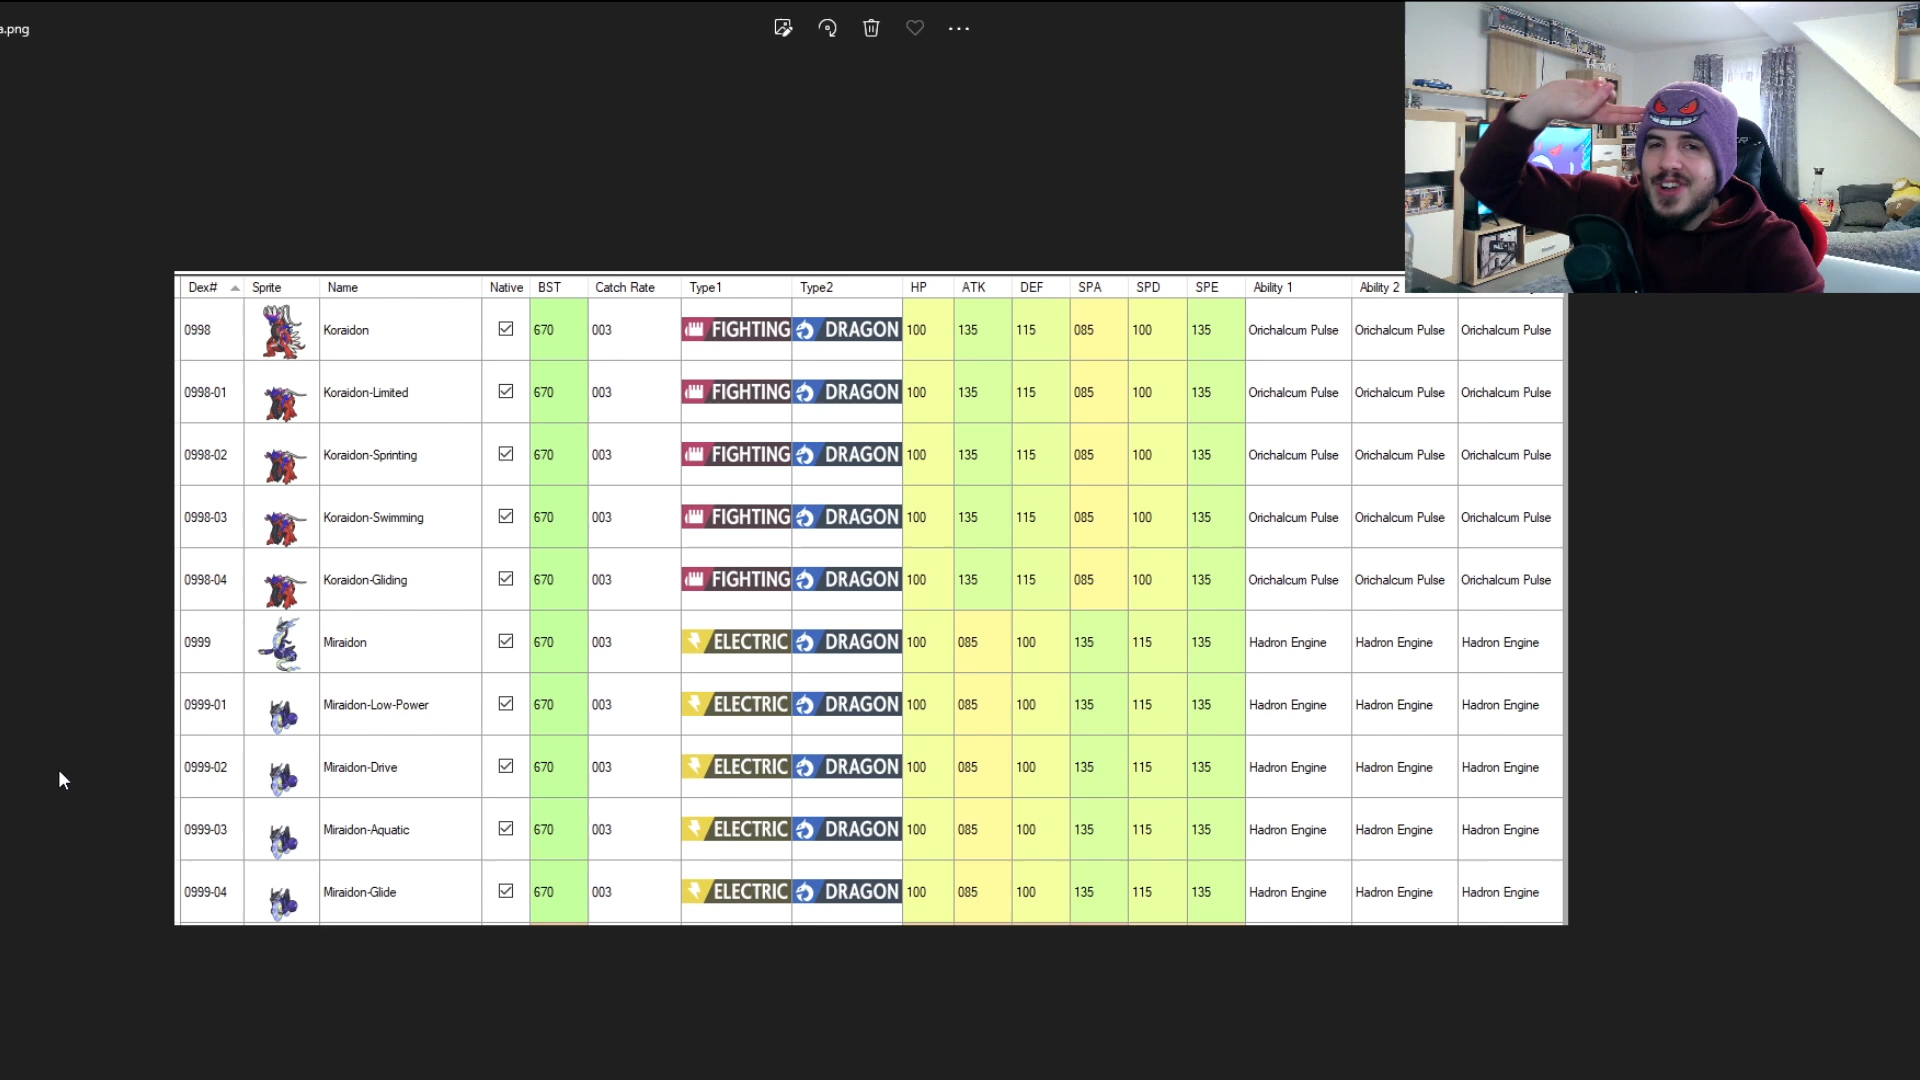 a.png
Dex# Sprite Name Native BST Catch Rate Type1 Type2 HP ATK DEF SPA SPD SPE Ability 1 Ability 2
0998 Koraidon 670 003 FIGHTING DRAGON 100 135 115 085 100 135 Orichalcum Pulse Orichalcum Pulse Orichalcum Pulse
0998-01 Koraidon-Limited 670 003 FIGHTING DRAGON 100 135 115 085 100 135 Orichalcum Pulse Orichalcum Pulse Orichalcum Pulse
0998-02 Koraidon-Sprinting 670 003 FIGHTING DRAGON 100 135 115 085 100 135 Orichalcum Pulse Orichalcum Pulse Orichalcum Pulse
0998-03 Koraidon-Swimming 670 003 FIGHTING DRAGON 100 135 115 085 100 135 Orichalcum Pulse Orichalcum Pulse Orichalcum Pulse
0998-04 Koraidon-Gliding 670 003 FIGHTING DRAGON 100 135 115 085 100 135 Orichalcum Pulse Orichalcum Pulse Orichalcum Pulse
0999 Miraidon 670 003 ELECTRIC DRAGON 100 085 100 135 115 135 Hadron Engine Hadron Engine Hadron Engine
0999-01 Miraidon-Low-Power 670 003 ELECTRIC DRAGON 100 085 100 135 115 135 Hadron Engine Hadron Engine Hadron Engine
0999-02 Miraidon-Drive 670 003 ELECTRIC DRAGON 100 085 100 135 115 135 Hadron Engine Hadron Engine Hadron Engine
0999-03 Miraidon-Aquatic 670 003 ELECTRIC DRAGON 100 085 100 135 115 135 Hadron Engine Hadron Engine Hadron Engine
0999-04 Miraidon-Glide 670 003 ELECTRIC DRAGON 100 085 100 135 115 135 Hadron Engine Hadron Engine Hadron Engine